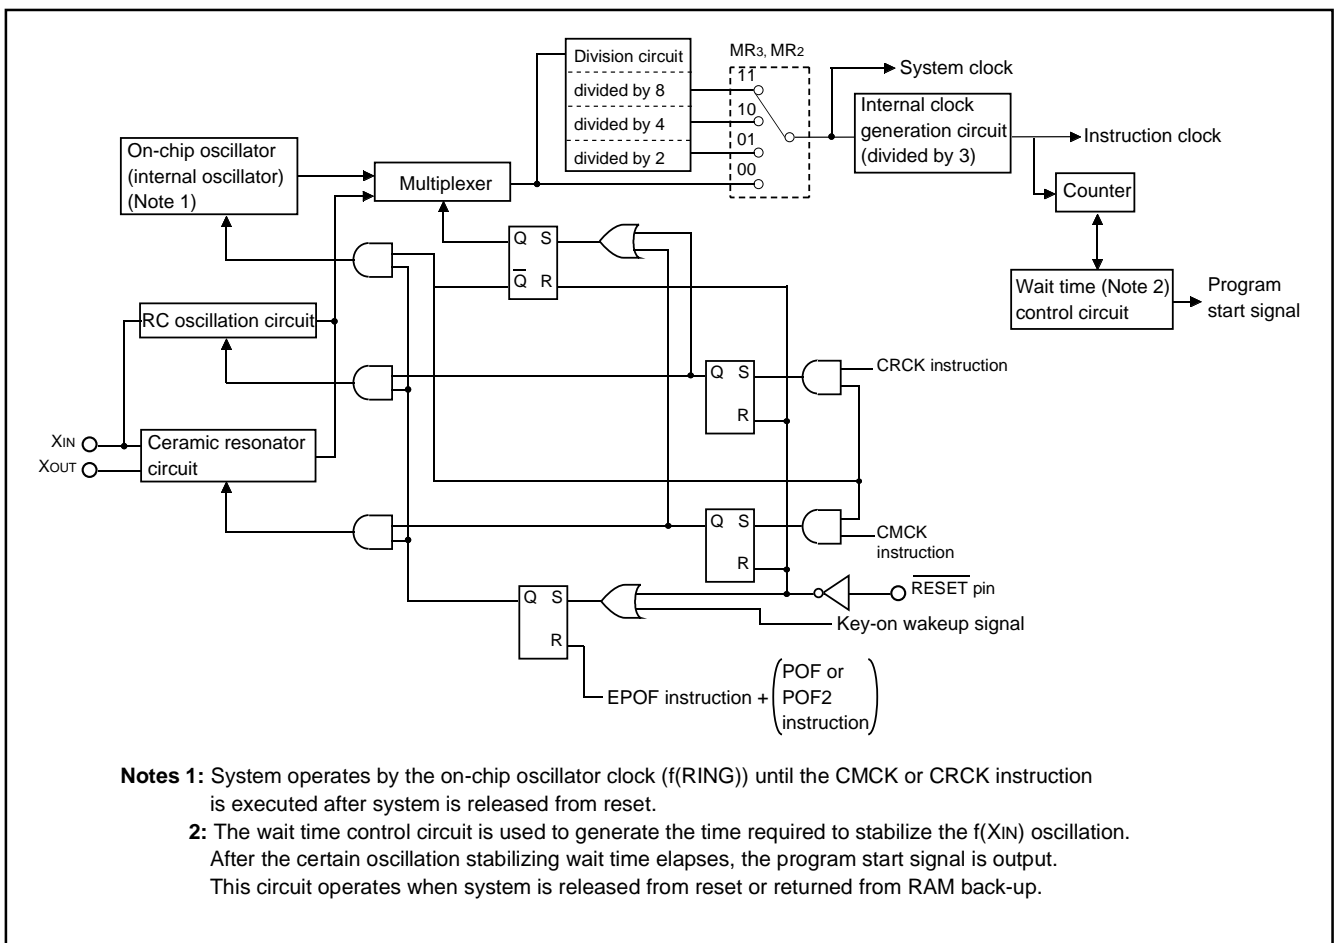 Division circuit
divided by 8
divided by 4
divided by 2
MR3, MR2
11
10
01
00
System clock
Internal clock
generation circuit
(divided by 3)
Instruction clock
Counter
Wait time (Note 2)
control circuit
Program
start signal
On-chip oscillator
(internal oscillator)
(Note 1)
Multiplexer
Q S
Q R
RC oscillation circuit
Q S
R
CRCK instruction
XIN
XOUT
Ceramic resonator
circuit
Q S
R
CMCK
instruction
RESET pin
Q S
R
Key-on wakeup signal
EPOF instruction +
POF or
POF2
instruction
Notes 1: System operates by the on-chip oscillator clock (f(RING)) until the CMCK or CRCK instruction
is executed after system is released from reset.
2: The wait time control circuit is used to generate the time required to stabilize the f(XIN) oscillation.
After the certain oscillation stabilizing wait time elapses, the program start signal is output.
This circuit operates when system is released from reset or returned from RAM back-up.